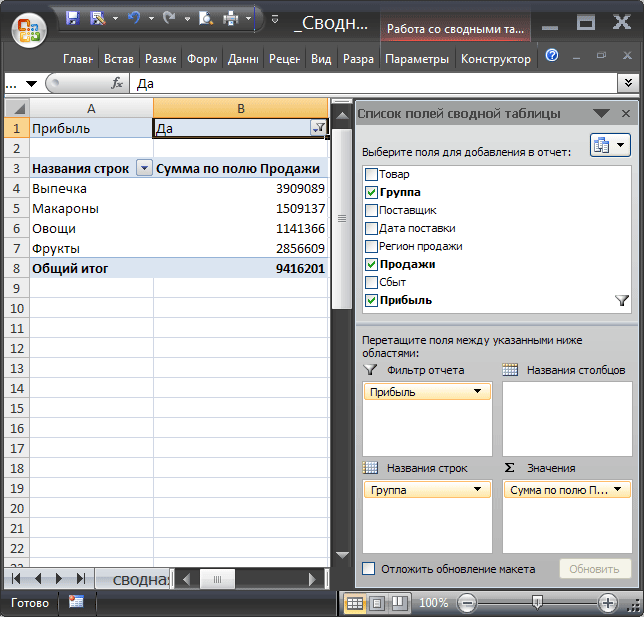 _Сводн...
Работа со сводными та...
Главн Встав Разме Форм Данн Рецен Вид Разра Параметры Конструктор
... fx Да
A B
1 Прибыль Да
2
3 Названия строк Сумма по полю Продажи
4 Выпечка 3909089
5 Макароны 1509137
6 Овощи 1141366
7 Фрукты 2856609
8 Общий итог 9416201
9
10
11
12
13
14
15
16
17
18
19
20
21
22
Список полей сводной таблицы
Выберите поля для добавления в отчет:
Товар
Группа
Поставщик
Дата поставки
Регион продажи
Продажи
Сбыт
Прибыль
Перетащите поля между указанными ниже
областями:
Фильтр отчета Названия столбцов
Прибыль
Названия строк Σ Значения
Группа Сумма по полю П...
Отложить обновление макета Обновить
сводна
Готово 100%